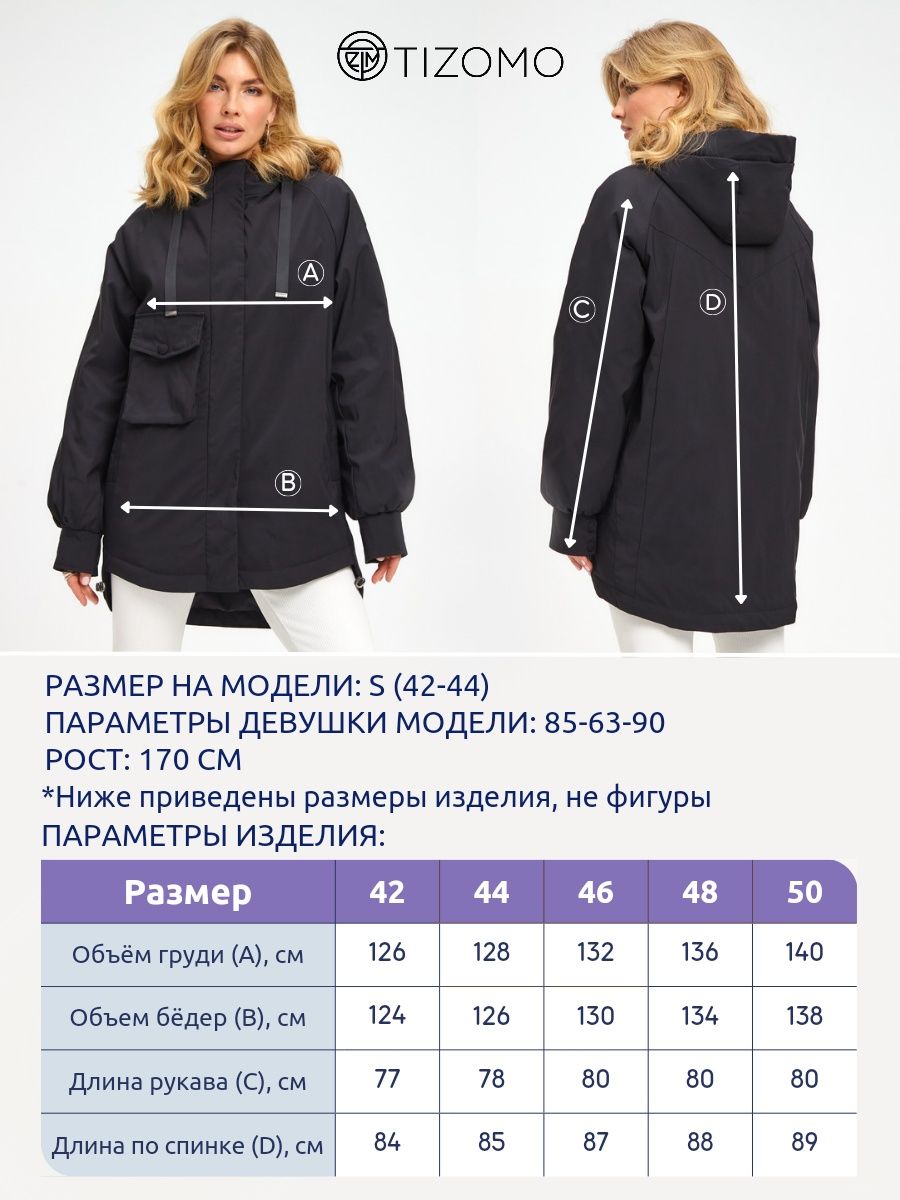 TIZOMO
A
B
C
D
РАЗМЕР НА МОДЕЛИ: S (42-44)
ПАРАМЕТРЫ ДЕВУШКИ МОДЕЛИ: 85-63-90
РОСТ: 170 СМ
*Ниже приведены размеры изделия, не фигуры
ПАРАМЕТРЫ ИЗДЕЛИЯ:
Размер 42 44 46 48 50
Объём груди (А), см 126 128 132 136 140
Объем бёдер (В), см 124 126 130 134 138
Длина рукава (С), см 77 78 80 80 80
Длина по спинке (D), см 84 85 87 88 89